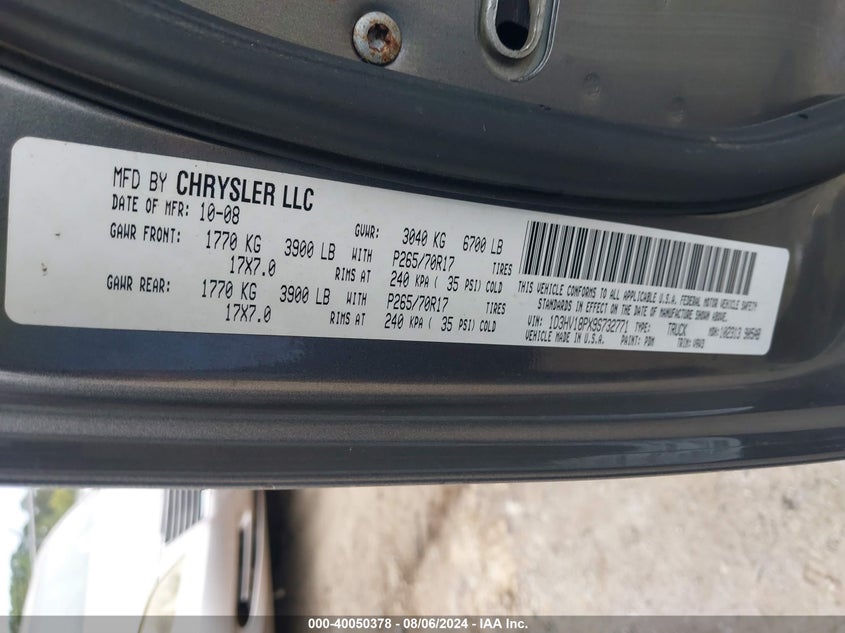 MFD BY CHRYSLER LLC
DATE OF MFR: 10-08 GVWR: 3040 KG 6700 LB
GAWR FRONT: 1770 KG 3900 LB WITH P265/70R17 TIRES
17X7.0 RIMS AT 240 KPA ( 35 PSI) COLD
GAWR REAR: 1770 KG 3900 LB WITH P265/70R17 TIRES
17X7.0 RIMS AT 240 KPA ( 35 PSI) COLD
THIS VEHICLE CONFORMS TO ALL APPLICABLE U.S.A. FEDERAL MOTOR VEHICLE SAFETY
STANDARDS IN EFFECT ON THE DATE OF MANUFACTURE SHOWN ABOVE
VIN: 1D3HV18PX9S732771 TYPE: TRUCK MDH: 102313
VEHICLE MADE IN U.S.A. PAINT: PDM TRIM:
000-40050378 - 08/06/2024 - IAA Inc.